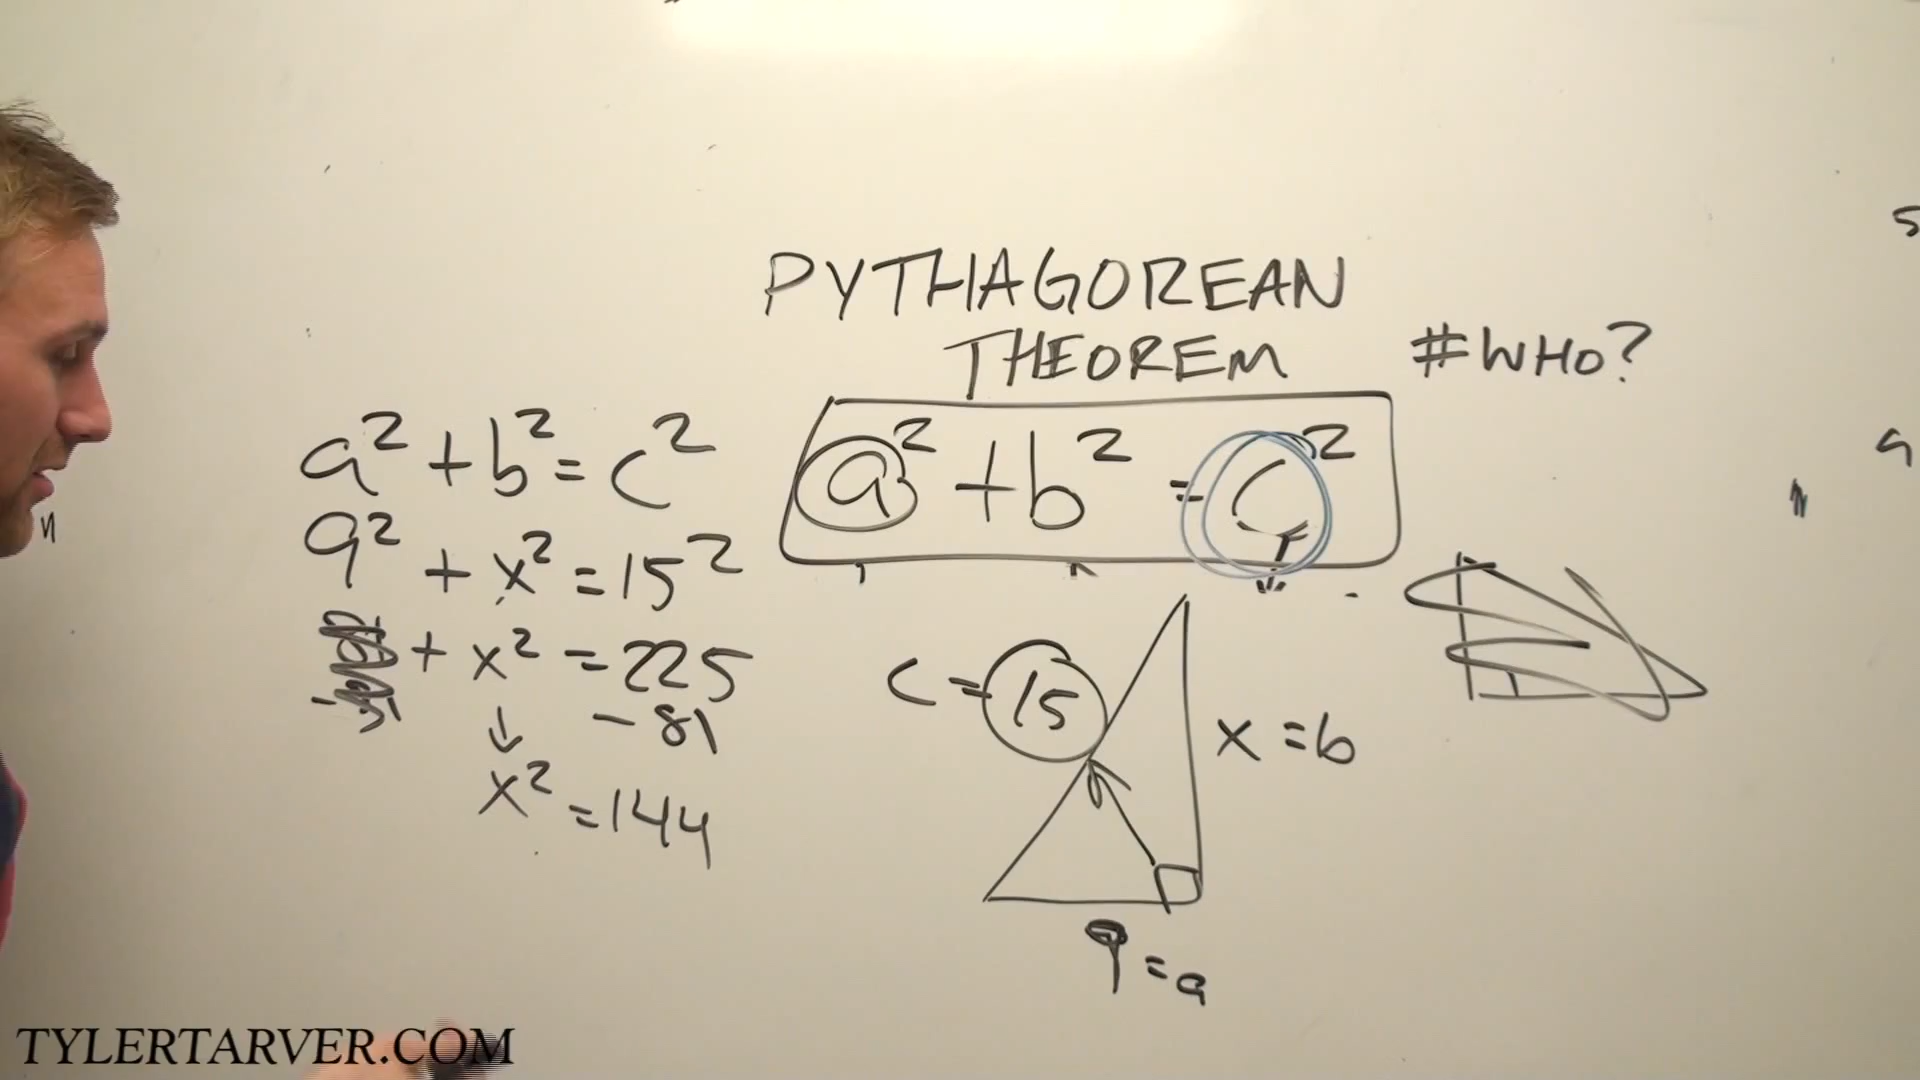 PYTHAGOREAN
THEOREM
#WHO?
a² + b² = c²
a² + b² = c²
9² + x² = 15²
+ x² = 225
- 81
x² = 144
c = 15
x = b
9 = a
TYLERTARVER.COM